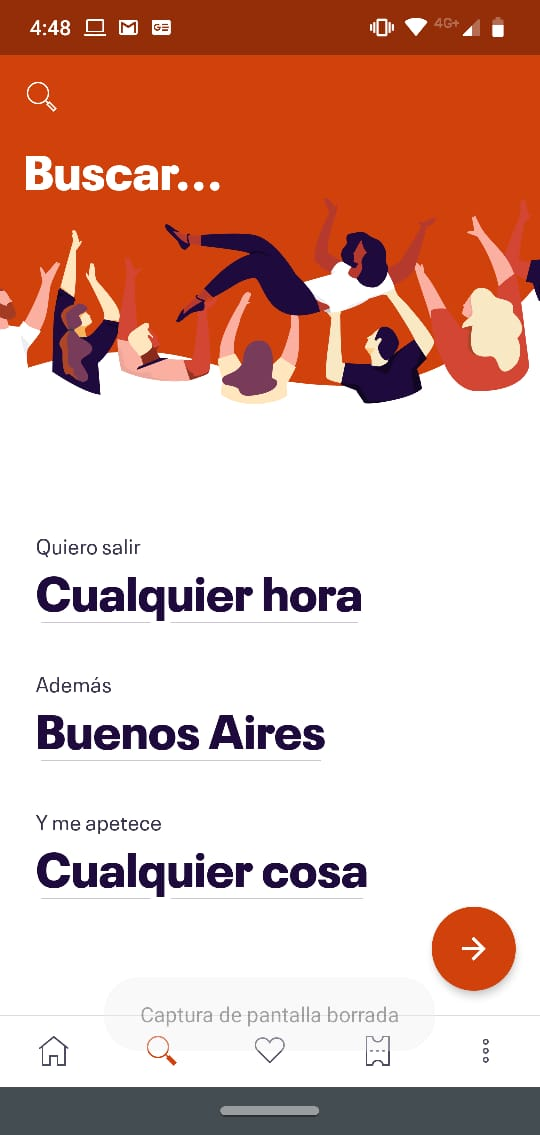 4:48
GE
4G+
Buscar...
Quiero salir
Cualquier hora
Además
Buenos Aires
Y me apetece
Cualquier cosa
Captura de pantalla borrada